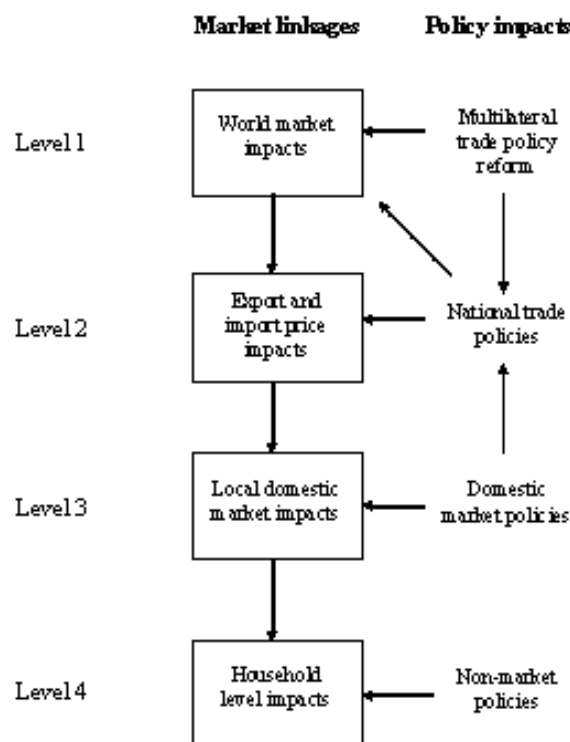 Market linkages
Policy impacts
Level 1
World market
impacts
Multilateral
trade policy
reform
Level 2
Export and
import price
impacts
National trade
policies
Level 3
Local domestic
market impacts
Domestic
market policies
Level 4
Household
level impacts
Non-market
policies